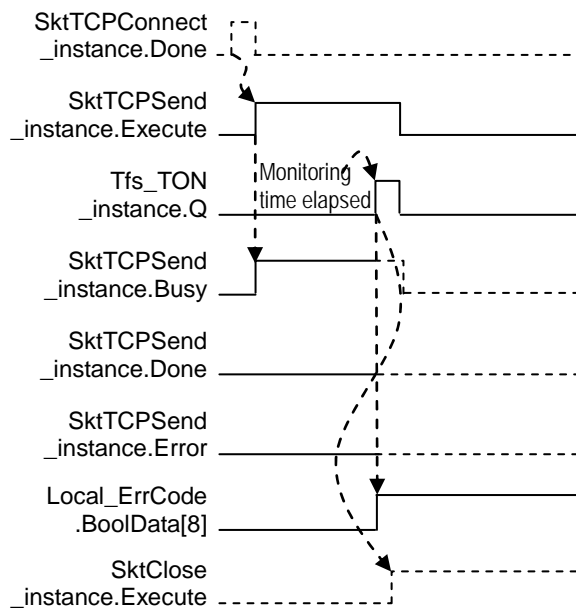 SktTCPConnect
_instance.Done
SktTCPSend
_instance.Execute
Tfs_TON
_instance.Q
Monitoring
time elapsed
SktTCPSend
_instance.Busy
SktTCPSend
_instance.Done
SktTCPSend
_instance.Error
Local_ErrCode
.BoolData[8]
SktClose
_instance.Execute